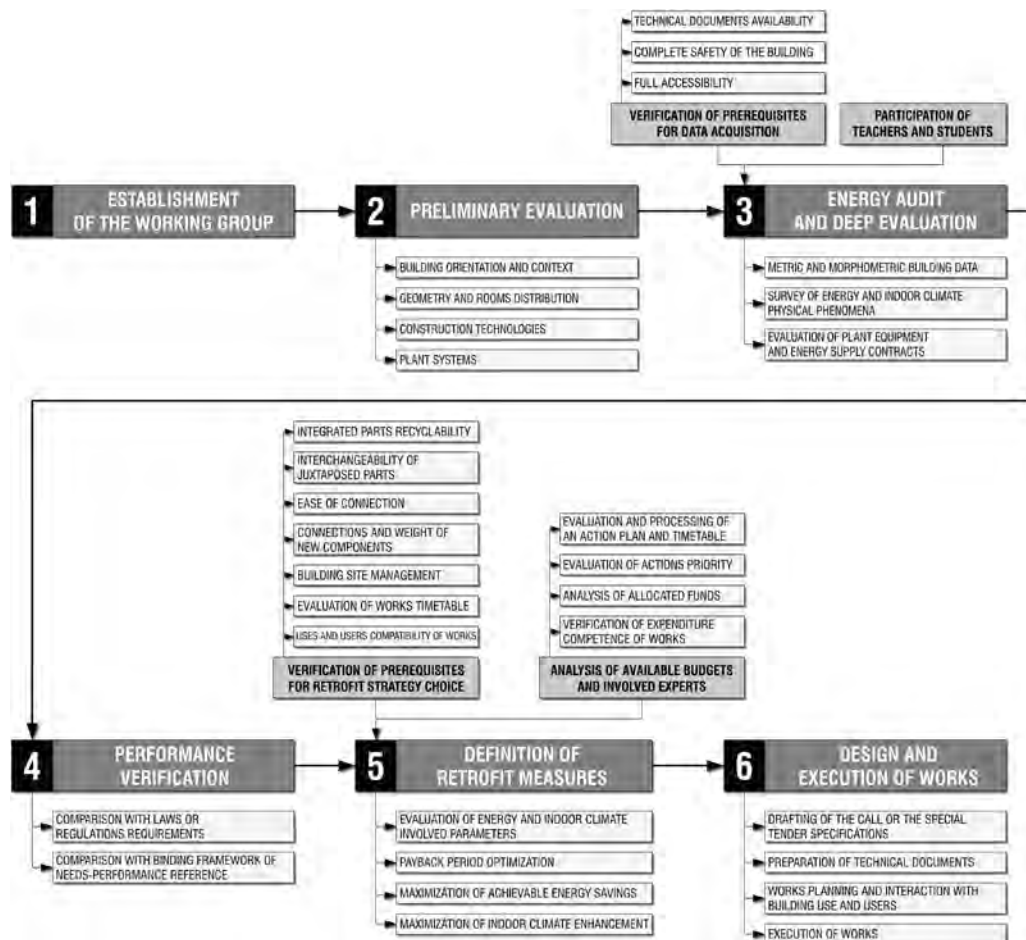 TECHNICAL DOCUMENTS AVAILABILITY
COMPLETE SAFETY OF THE BUILDING
FULL ACCESSIBILITY
VERIFICATION OF PREREQUISITES
FOR DATA ACQUISITION
PARTICIPATION OF
TEACHERS AND STUDENTS
1
ESTABLISHMENT
OF THE WORKING GROUP
2
PRELIMINARY EVALUATION
3
ENERGY AUDIT
AND DEEP EVALUATION
BUILDING ORIENTATION AND CONTEXT
GEOMETRY AND ROOMS DISTRIBUTION
CONSTRUCTION TECHNOLOGIES
PLANT SYSTEMS
METRIC AND MORPHOMETRIC BUILDING DATA
SURVEY OF ENERGY AND INDOOR CLIMATE
PHYSICAL PHENOMENA
EVALUATION OF PLANT EQUIPMENT
AND ENERGY SUPPLY CONTRACTS
INTEGRATED PARTS RECYCLABILITY
INTERCHANGEABILITY OF
JUXTAPOSED PARTS
EASE OF CONNECTION
CONNECTIONS AND WEIGHT OF
NEW COMPONENTS
BUILDING SITE MANAGEMENT
EVALUATION OF WORKS TIMETABLE
USES AND USERS COMPATIBILITY OF WORKS
VERIFICATION OF PREREQUISITES
FOR RETROFIT STRATEGY CHOICE
EVALUATION AND PROCESSING OF
AN ACTION PLAN AND TIMETABLE
EVALUATION OF ACTIONS PRIORITY
ANALYSIS OF ALLOCATED FUNDS
VERIFICATION OF EXPENDITURE
COMPETENCE OF WORKS
ANALYSIS OF AVAILABLE BUDGETS
AND INVOLVED EXPERTS
4
PERFORMANCE
VERIFICATION
5
DEFINITION OF
RETROFIT MEASURES
6
DESIGN AND
EXECUTION OF WORKS
COMPARISON WITH LAWS OR
REGULATIONS REQUIREMENTS
COMPARISON WITH BINDING FRAMEWORK OF
NEEDS-PERFORMANCE REFERENCE
EVALUATION OF ENERGY AND INDOOR CLIMATE
INVOLVED PARAMETERS
PAYBACK PERIOD OPTIMIZATION
MAXIMIZATION OF ACHIEVABLE ENERGY SAVINGS
MAXIMIZATION OF INDOOR CLIMATE ENHANCEMENT
DRAFTING OF THE CALL OR THE SPECIAL
TENDER SPECIFICATIONS
PREPARATION OF TECHNICAL DOCUMENTS
WORKS PLANNING AND INTERACTION WITH
BUILDING USE AND USERS
EXECUTION OF WORKS